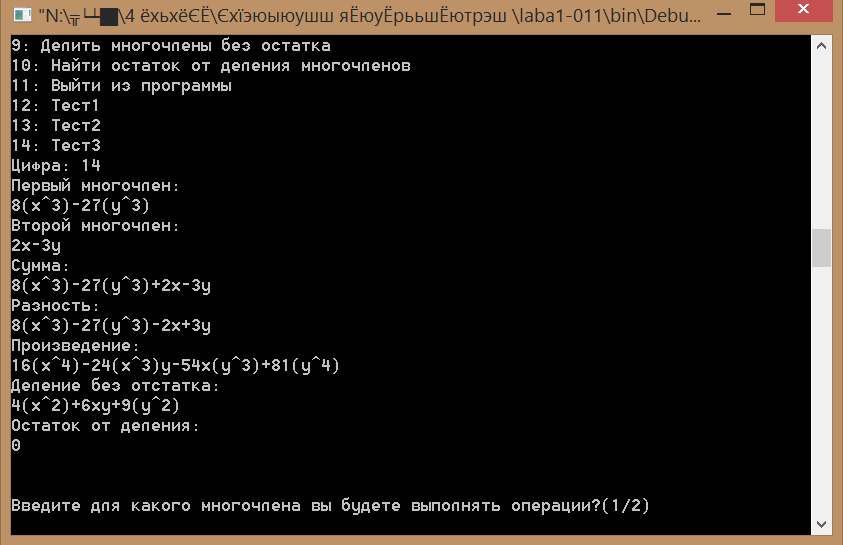 "N:\╦╘┴█\4 ёхьхёЄЁ\Єхїэюыюушш яЁюуЁрььшЁютрэш \laba1-011\bin\Debu...
9: Делить многочлены без остатка
10: Найти остаток от деления многочленов
11: Выйти из программы
12: Тест1
13: Тест2
14: Тест3
Цифра: 14
Первый многочлен:
8(x^3)-27(y^3)
Второй многочлен:
2x-3y
Сумма:
8(x^3)-27(y^3)+2x-3y
Разность:
8(x^3)-27(y^3)-2x+3y
Произведение:
16(x^4)-24(x^3)y-54x(y^3)+81(y^4)
Деление без отстатка:
4(x^2)+6xy+9(y^2)
Остаток от деления:
0
Введите для какого многочлена вы будете выполнять операции?(1/2)